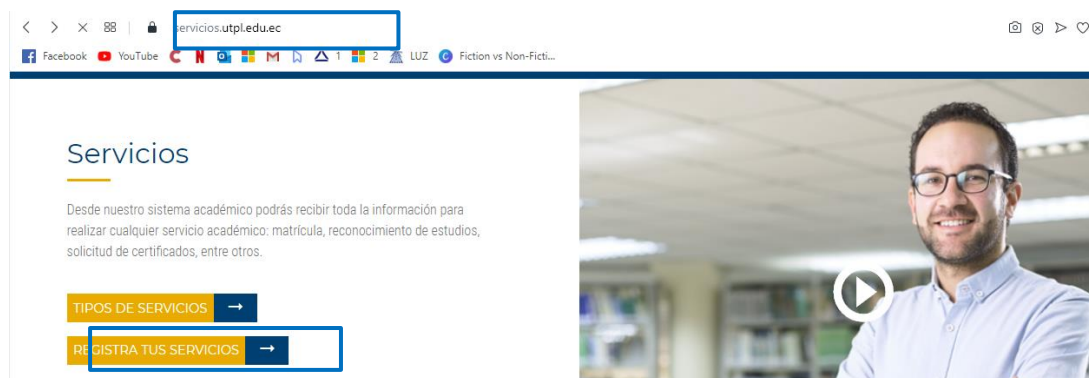 servicios.utpl.edu.ec
Facebook YouTube 1 2 LUZ Fiction vs Non-Ficti...
Servicios
Desde nuestro sistema académico podrás recibir toda la información para
realizar cualquier servicio académico: matrícula, reconocimiento de estudios,
solicitud de certificados, entre otros.
TIPOS DE SERVICIOS →
REGISTRA TUS SERVICIOS →